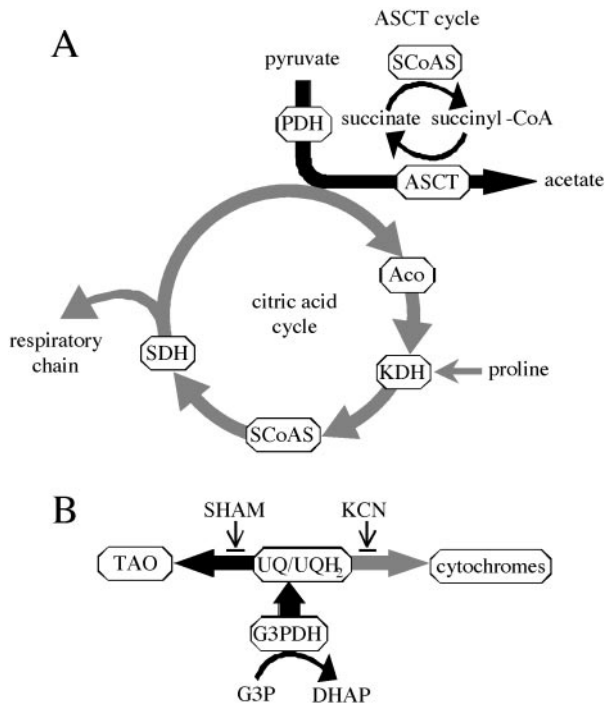 A
ASCT cycle
SCoAS
pyruvate
PDH
succinate succinyl-CoA
ASCT
acetate
Aco
citric acid
cycle
respiratory
chain
SDH
KDH
proline
SCoAS
B
SHAM
KCN
TAO
UQ/UQH2
cytochromes
G3PDH
G3P
DHAP